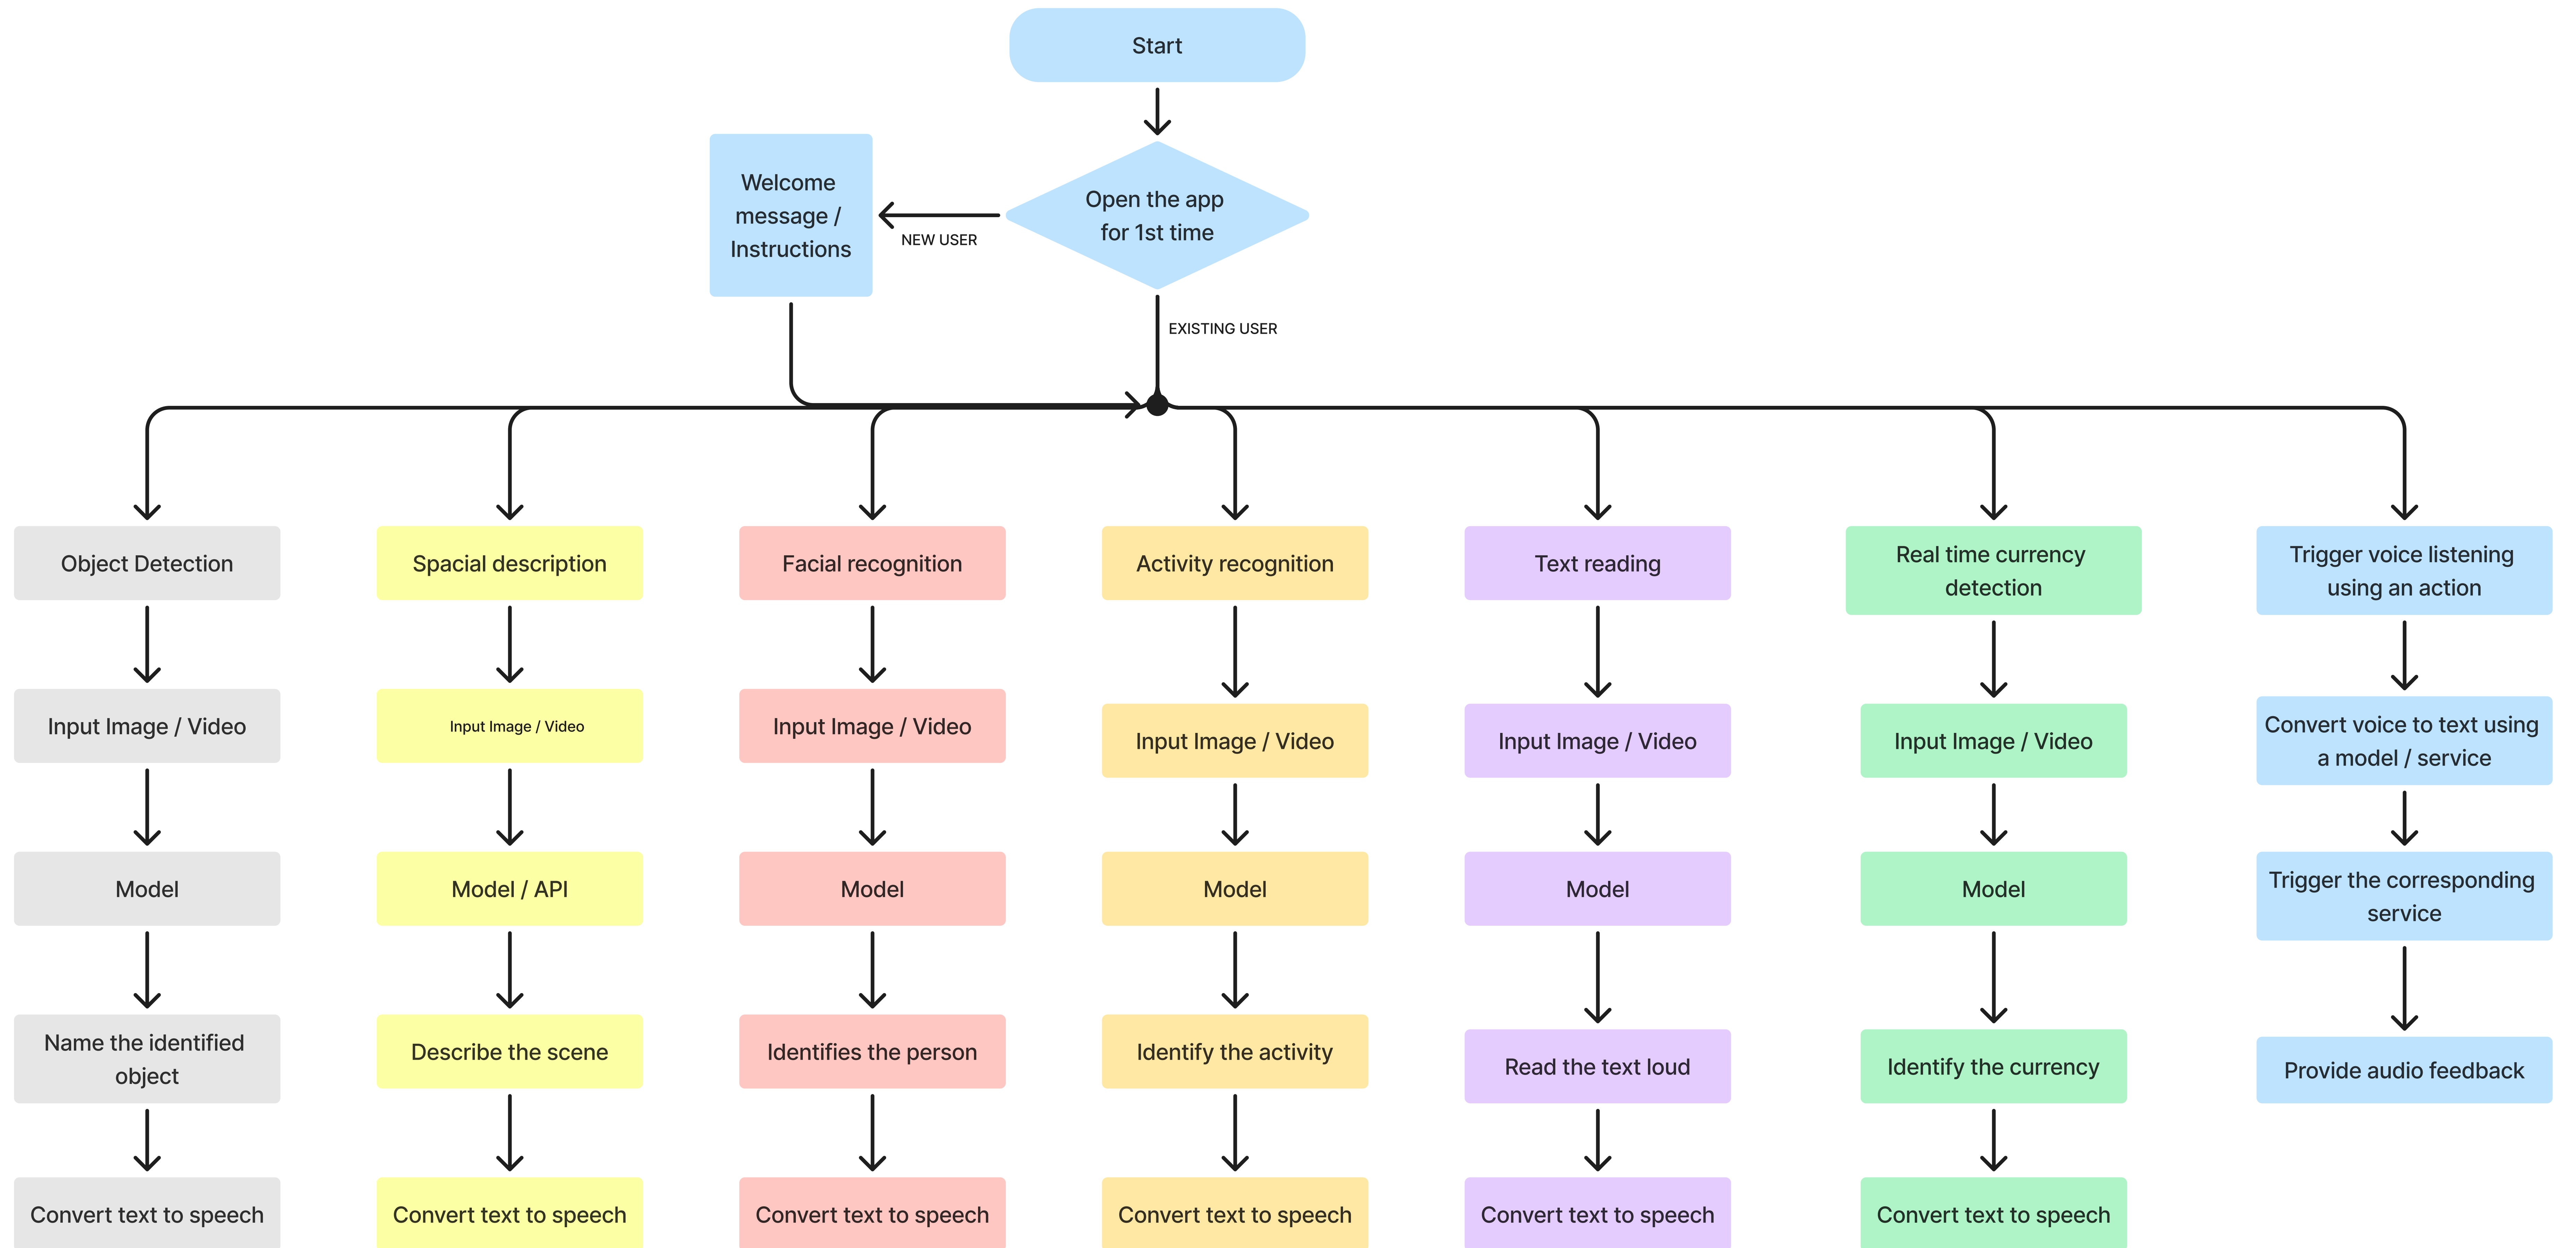 Start
Open the app
for 1st time
NEW USER
Welcome
message /
Instructions
EXISTING USER
Object Detection
Input Image / Video
Model
Name the identified
object
Convert text to speech
Spacial description
Input Image / Video
Model / API
Describe the scene
Convert text to speech
Facial recognition
Input Image / Video
Model
Identifies the person
Convert text to speech
Activity recognition
Input Image / Video
Model
Identify the activity
Convert text to speech
Text reading
Input Image / Video
Model
Read the text loud
Convert text to speech
Real time currency
detection
Input Image / Video
Model
Identify the currency
Convert text to speech
Trigger voice listening
using an action
Convert voice to text using
a model / service
Trigger the corresponding
service
Provide audio feedback